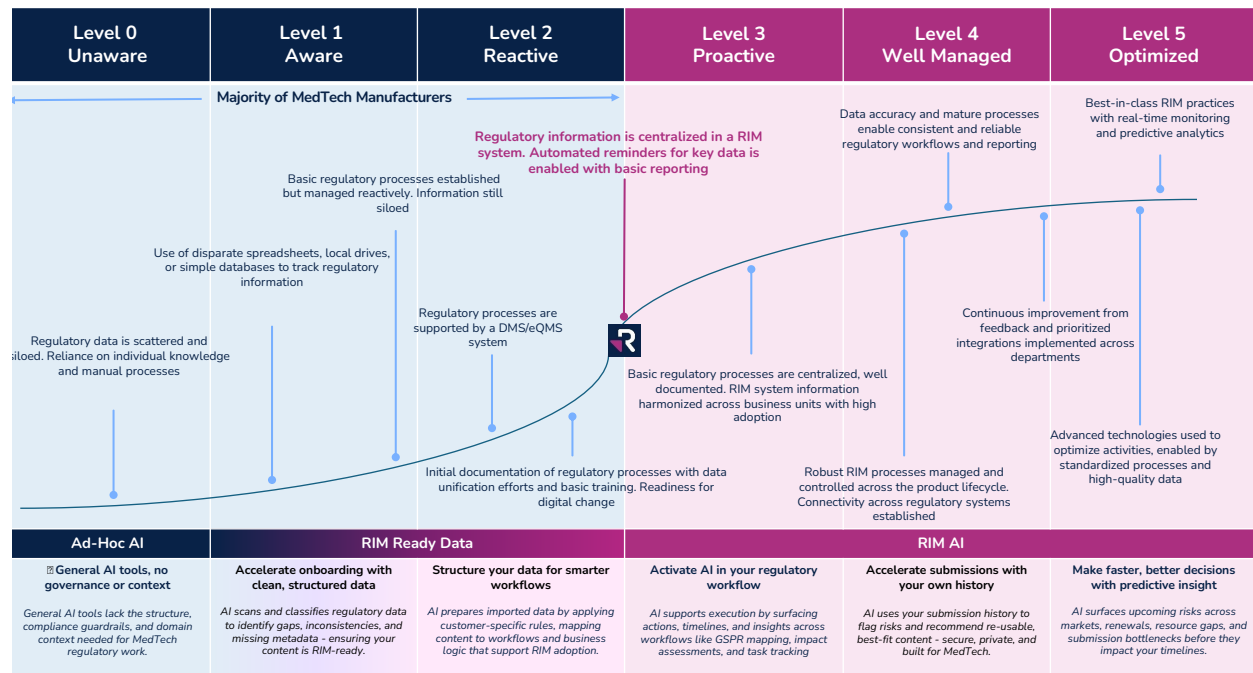 Level 0
Unaware
Level 1
Aware
Level 2
Reactive
Level 3
Proactive
Level 4
Well Managed
Level 5
Optimized
Majority of MedTech Manufacturers
Regulatory information is centralized in a RIM
system. Automated reminders for key data is
enabled with basic reporting
Data accuracy and mature processes
enable consistent and reliable
regulatory workflows and reporting
Best-in-class RIM practices
with real-time monitoring
and predictive analytics
Basic regulatory processes established
but managed reactively. Information still
siloed
Use of disparate spreadsheets, local drives,
or simple databases to track regulatory
information
Regulatory data is scattered and
siloed. Reliance on individual knowledge
and manual processes
Regulatory processes are
supported by a DMS/eQMS
system
R
Continuous improvement from
feedback and prioritized
integrations implemented across
departments
Basic regulatory processes are centralized, well
documented. RIM system information
harmonized across business units with high
adoption
Initial documentation of regulatory processes with data
unification efforts and basic training. Readiness for
digital change
Robust RIM processes managed and
controlled across the product lifecycle.
Connectivity across regulatory systems
established
Advanced technologies used to
optimize activities, enabled by
standardized processes and
high-quality data
Ad-Hoc AI
RIM Ready Data
RIM AI
General AI tools, no
governance or context
General AI tools lack the structure,
compliance guardrails, and domain
context needed for MedTech
regulatory work.
Accelerate onboarding with
clean, structured data
AI scans and classifies regulatory data
to identify gaps, inconsistencies, and
missing metadata - ensuring your
content is RIM-ready.
Structure your data for smarter
workflows
AI prepares imported data by applying
customer-specific rules, mapping
content to workflows and business
logic that support RIM adoption.
Activate AI in your regulatory
workflow
AI supports execution by surfacing
actions, timelines, and insights across
workflows like GSPR mapping, impact
assessments, and task tracking
Accelerate submissions with
your own history
AI uses your submission history to
flag risks and recommend re-usable,
best-fit content - secure, private, and
built for MedTech.
Make faster, better decisions
with predictive insight
AI surfaces upcoming risks across
markets, renewals, resource gaps, and
submission bottlenecks before they
impact your timelines.